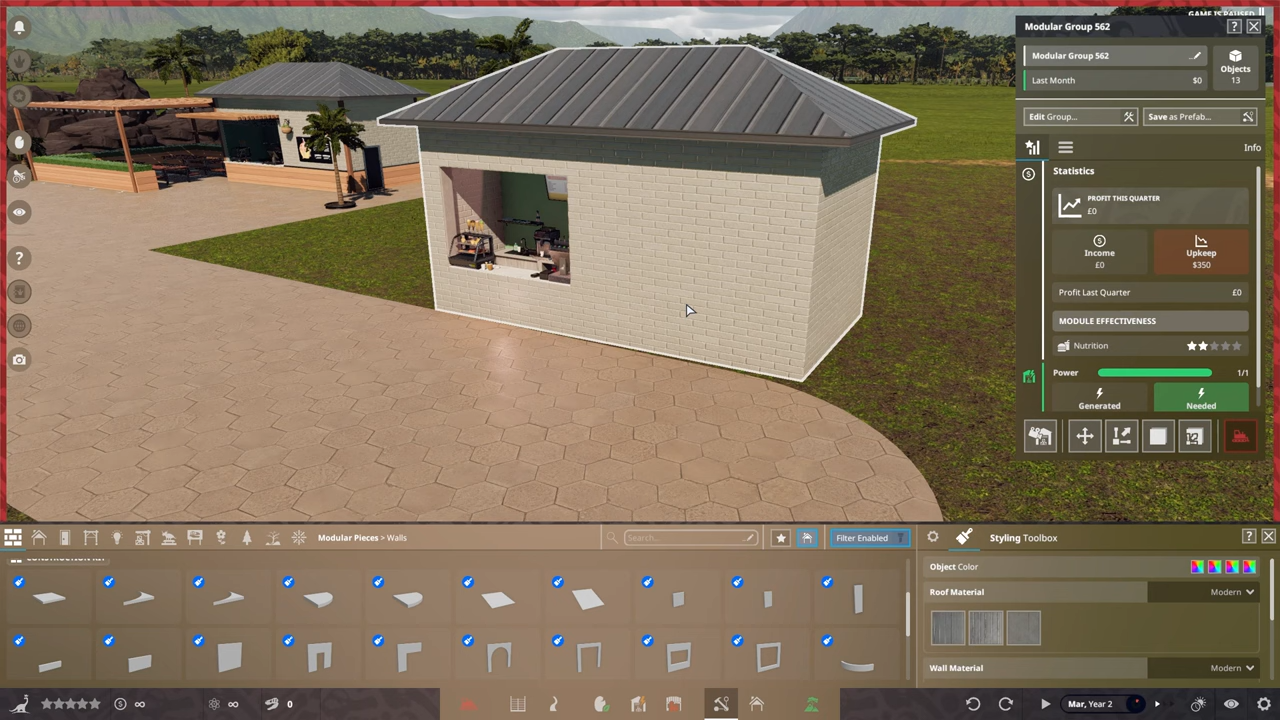 GAME IS PAUSED
Modular Group 562
?
Modular Group 562
Last Month $0
Objects
13
Edit Group...
Save as Prefab...
Info
Statistics
PROFIT THIS QUARTER
£0
Income
£0
Upkeep
$350
Profit Last Quarter £0
MODULE EFFECTIVENESS
Nutrition
Power 1/1
Generated
Needed
?
Modular Pieces > Walls
Search...
Filter Enabled
Styling Toolbox
?
CONSTRUCTION KIT
Object Color
Roof Material Modern
Wall Material Modern
∞
∞
0
Mar, Year 2